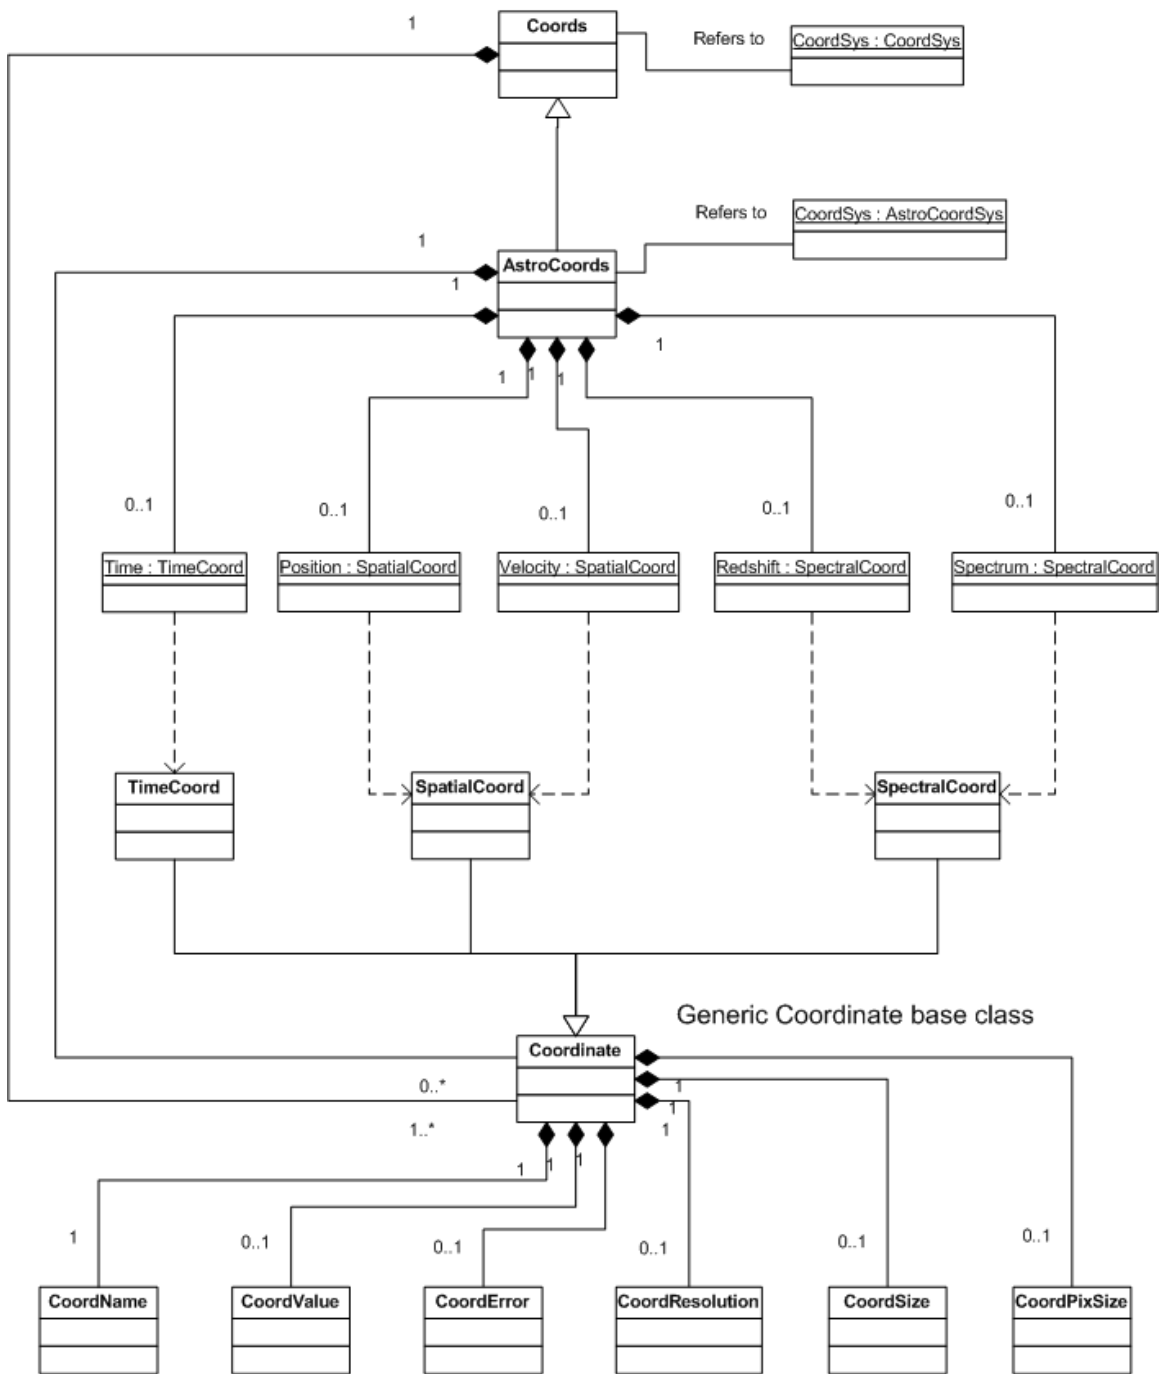 1
Coords
Refers to
CoordSys : CoordSys
Refers to
CoordSys : AstroCoordSys
1
AstroCoords
1
1
1
1
1
0..1
0..1
0..1
0..1
0..1
Time : TimeCoord
Position : SpatialCoord
Velocity : SpatialCoord
Redshift : SpectralCoord
Spectrum : SpectralCoord
TimeCoord
SpatialCoord
SpectralCoord
Generic Coordinate base class
Coordinate
0..*
1
1
1..*
1
1
1
1
1
0..1
0..1
0..1
0..1
0..1
CoordName
CoordValue
CoordError
CoordResolution
CoordSize
CoordPixSize